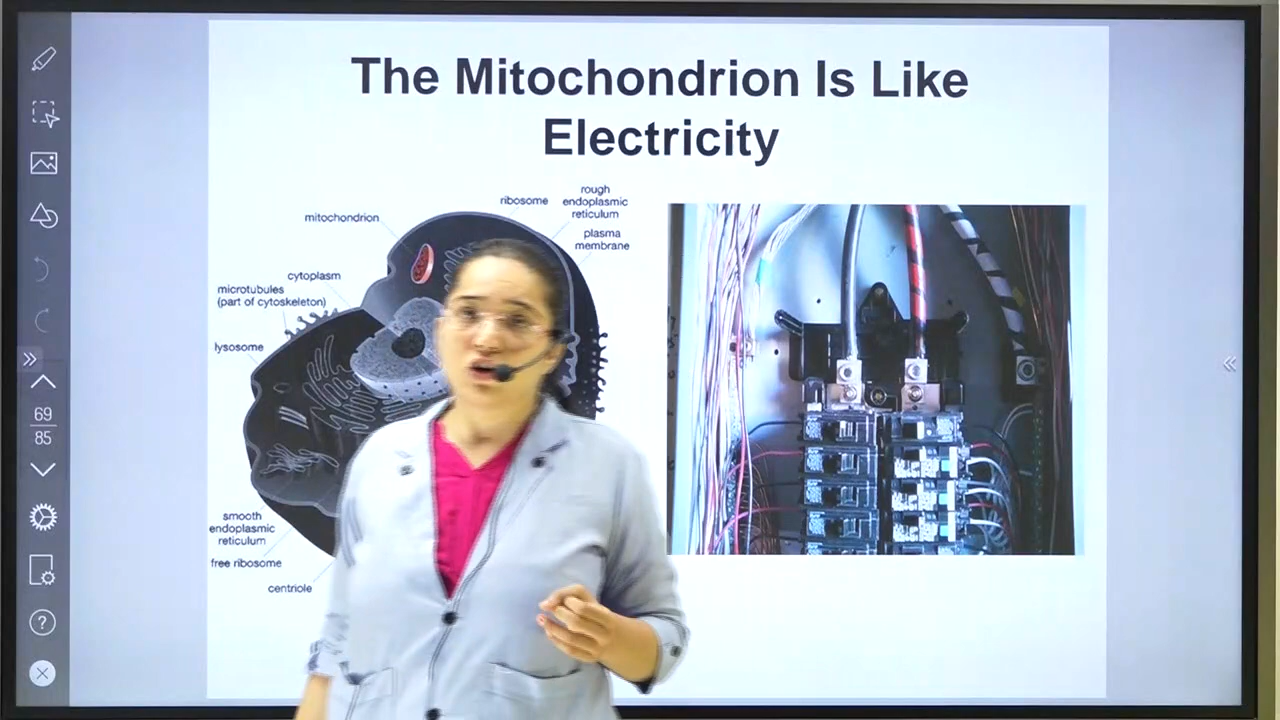 The Mitochondrion Is Like
Electricity
ribosome
rough
endoplasmic
reticulum
plasma
membrane
mitochondrion
cytoplasm
microtubules
(part of cytoskeleton)
lysosome
smooth
endoplasmic
reticulum
free ribosome
centriole
69
85
?